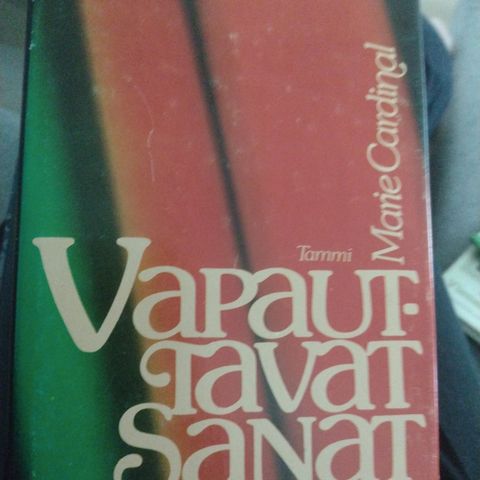 Marie Cardinal
Tammi
VAPAUT-
TAVAT
SANAT